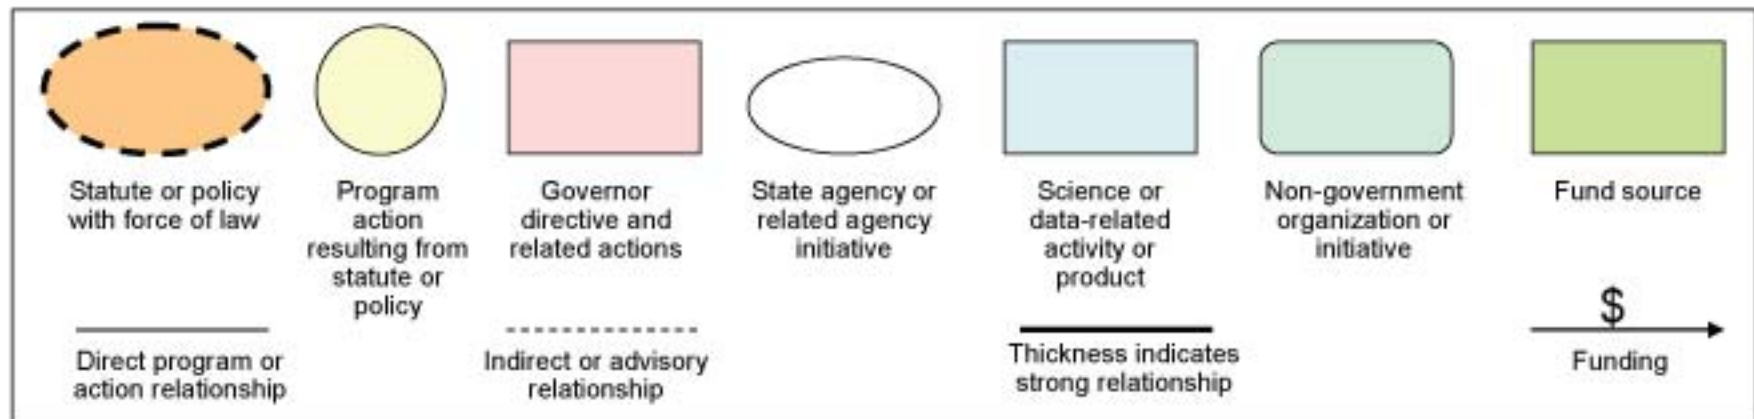 Statute or policy
with force of law
Program
action
resulting from
statute or
policy
Governor
directive and
related actions
State agency or
related agency
initiative
Science or
data-related
activity or
product
Non-government
organization or
initiative
Fund source
Direct program or
action relationship
Indirect or advisory
relationship
Thickness indicates
strong relationship
$
Funding